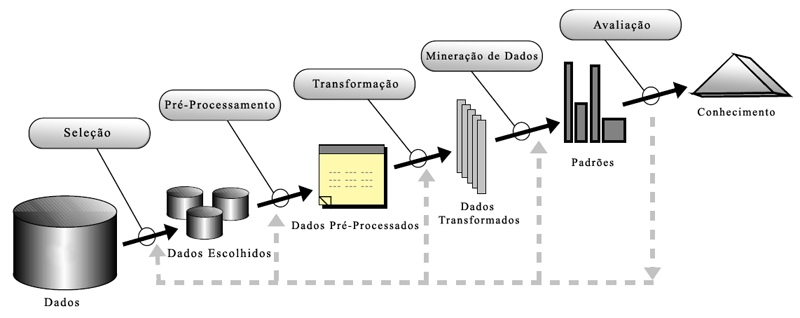 Avaliação
Mineração de Dados
Transformação
Pré-Processamento
Seleção
Conhecimento
Padrões
Dados
Transformados
Dados Pré-Processados
Dados Escolhidos
Dados